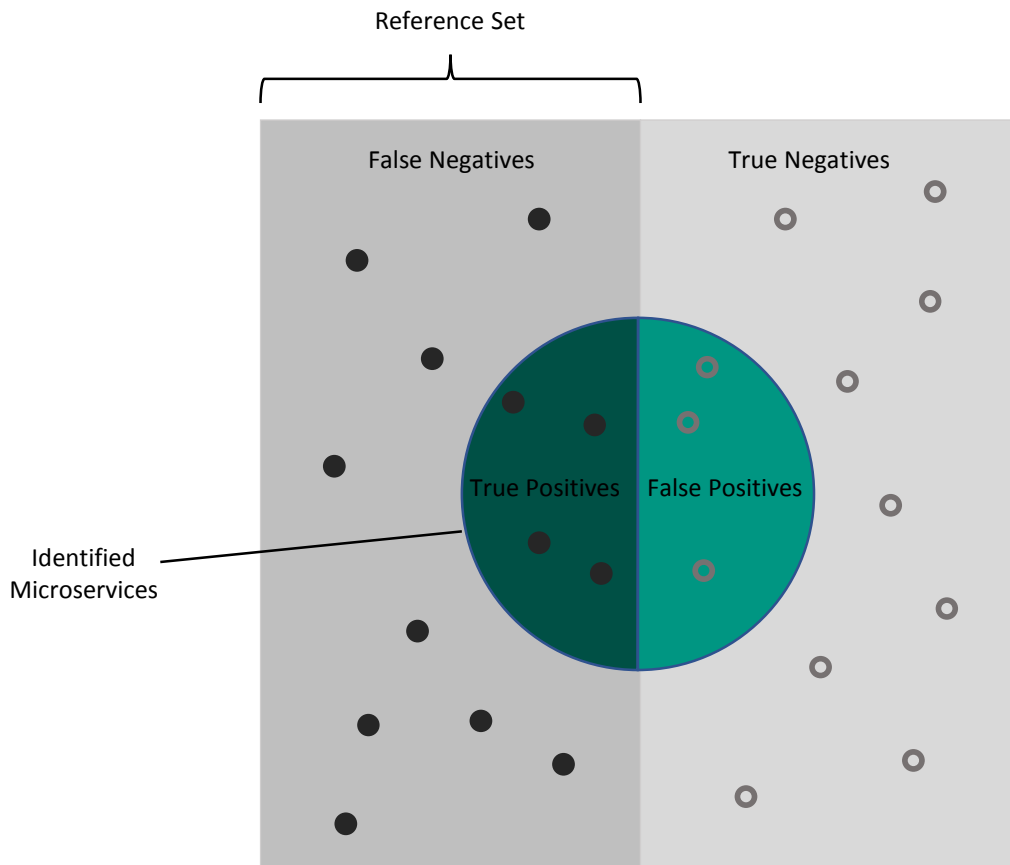 Reference Set
False Negatives
True Negatives
True Positives
False Positives
Identified
Microservices